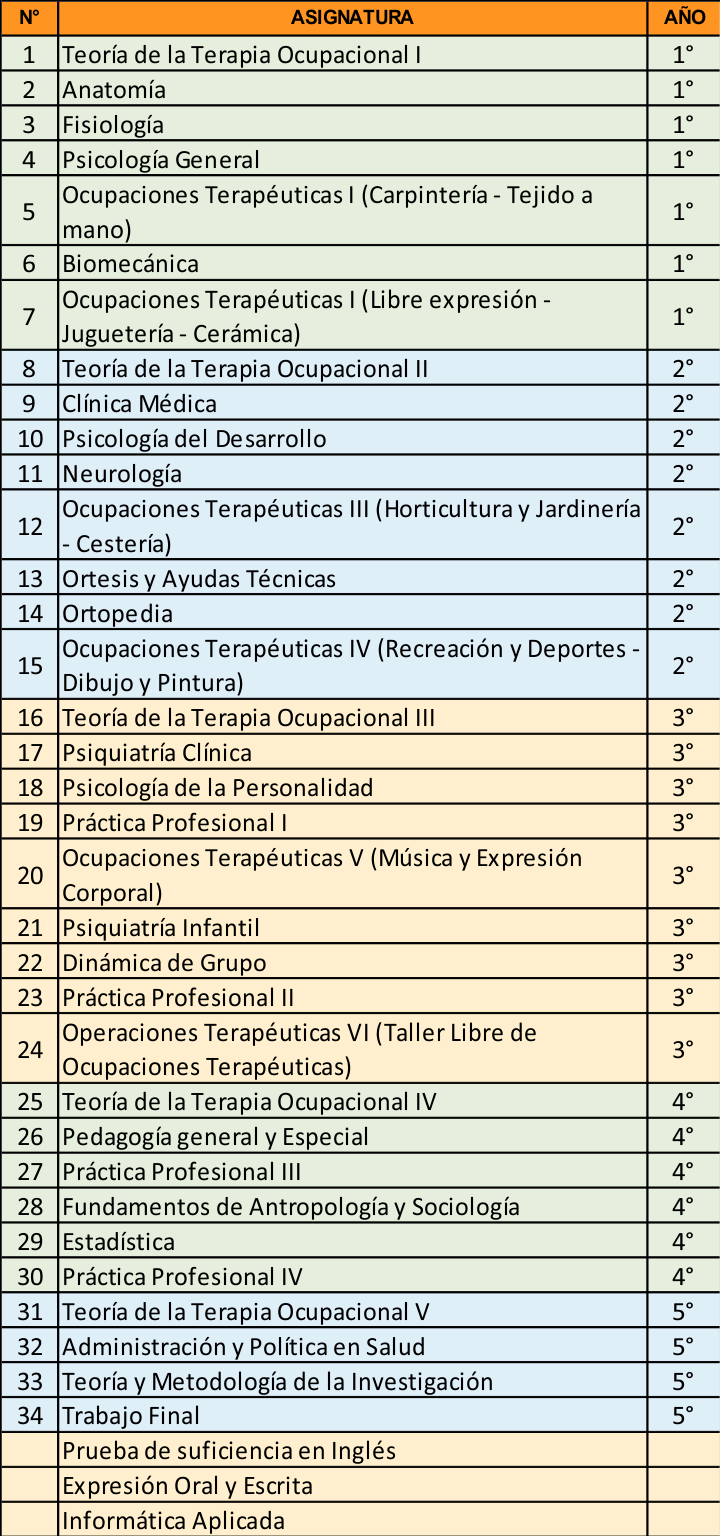 N° ASIGNATURA AÑO
1 Teoría de la Terapia Ocupacional I 1°
2 Anatomía 1°
3 Fisiología 1°
4 Psicología General 1°
5 Ocupaciones Terapéuticas I (Carpintería - Tejido a
mano) 1°
6 Biomecánica 1°
7 Ocupaciones Terapéuticas I (Libre expresión -
Juguetería - Cerámica) 1°
8 Teoría de la Terapia Ocupacional II 2°
9 Clínica Médica 2°
10 Psicología del Desarrollo 2°
11 Neurología 2°
12 Ocupaciones Terapéuticas III (Horticultura y Jardinería
- Cestería) 2°
13 Ortesis y Ayudas Técnicas 2°
14 Ortopedia 2°
15 Ocupaciones Terapéuticas IV (Recreación y Deportes -
Dibujo y Pintura) 2°
16 Teoría de la Terapia Ocupacional III 3°
17 Psiquiatría Clínica 3°
18 Psicología de la Personalidad 3°
19 Práctica Profesional I 3°
20 Ocupaciones Terapéuticas V (Música y Expresión
Corporal) 3°
21 Psiquiatría Infantil 3°
22 Dinámica de Grupo 3°
23 Práctica Profesional II 3°
24 Operaciones Terapéuticas VI (Taller Libre de
Ocupaciones Terapéuticas) 3°
25 Teoría de la Terapia Ocupacional IV 4°
26 Pedagogía general y Especial 4°
27 Práctica Profesional III 4°
28 Fundamentos de Antropología y Sociología 4°
29 Estadística 4°
30 Práctica Profesional IV 4°
31 Teoría de la Terapia Ocupacional V 5°
32 Administración y Política en Salud 5°
33 Teoría y Metodología de la Investigación 5°
34 Trabajo Final 5°
Prueba de suficiencia en Inglés
Expresión Oral y Escrita
Informática Aplicada